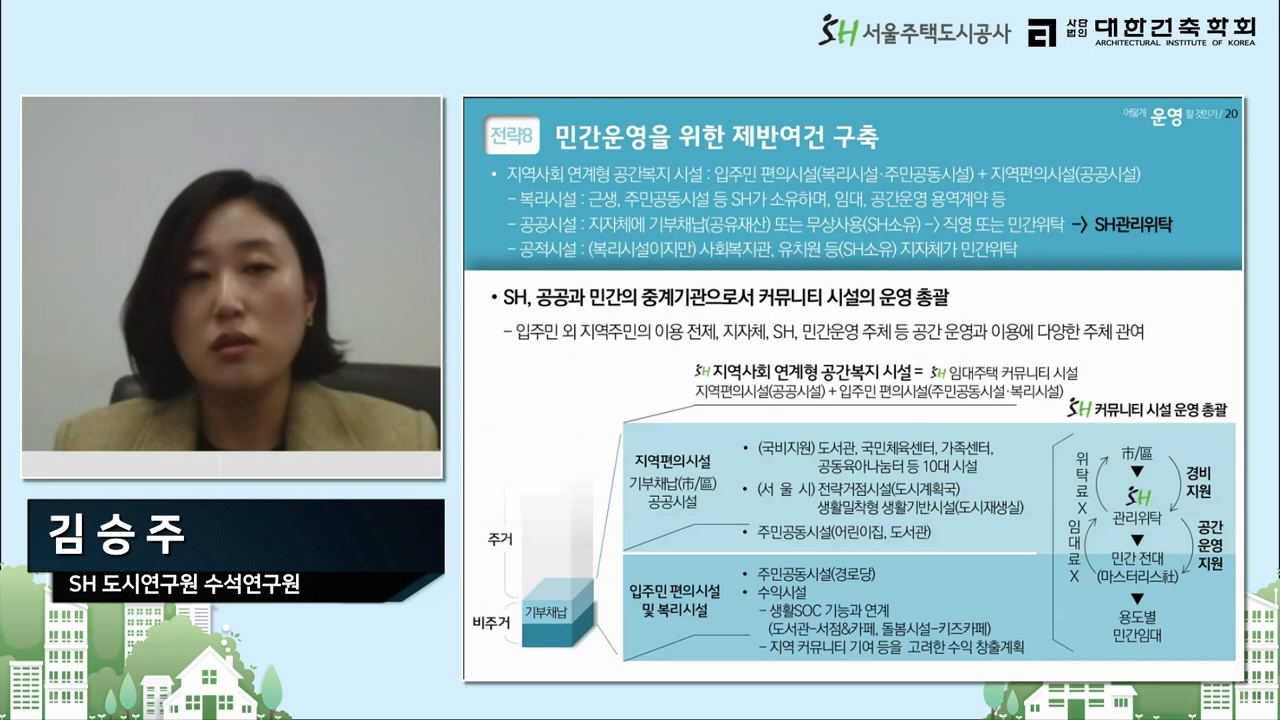 SH 서울주택도시공사
사단법인 대한건축학회
ARCHITECTURAL INSTITUTE OF KOREA
어떻게 운영 할 것인가 / 20
전략8 민간운영을 위한 제반여건 구축
• 지역사회 연계형 공간복지 시설 : 입주민 편의시설(복리시설·주민공동시설) + 지역편의시설(공공시설)
– 복리시설 : 근생, 주민공동시설 등 SH가 소유하며, 임대, 공간운영 용역계약 등
– 공공시설 : 지자체에 기부채납(공유재산) 또는 무상사용(SH소유) -> 직영 또는 민간위탁 -> SH관리위탁
– 공적시설 : (복리시설이지만) 사회복지관, 유치원 등(SH소유) 지자체가 민간위탁
• SH, 공공과 민간의 중계기관으로서 커뮤니티 시설의 운영 총괄
– 입주민 외 지역주민의 이용 전제, 지자체, SH, 민간운영 주체 등 공간 운영과 이용에 다양한 주체 관여
SH 지역사회 연계형 공간복지 시설 = SH 임대주택 커뮤니티 시설
지역편의시설(공공시설) + 입주민 편의시설(주민공동시설·복리시설)
SH 커뮤니티 시설 운영 총괄
주거
비주거
기부채납
지역편의시설
기부채납(市/區)
공공시설
• (국비지원) 도서관, 국민체육센터, 가족센터,
공동육아나눔터 등 10대 시설
• (서 울 시) 전략거점시설(도시계획국)
생활밀착형 생활기반시설(도시재생실)
• 주민공동시설(어린이집, 도서관)
입주민 편의시설
및 복리시설
• 주민공동시설(경로당)
• 수익시설
– 생활SOC 기능과 연계
(도서관-서점&카페, 돌봄시설-키즈카페)
– 지역 커뮤니티 기여 등을 고려한 수익 창출계획
위탁료 X
임대료 X
市/區
▼
SH
관리위탁
▼
민간 전대
(마스터리스社)
▼
용도별
민간임대
경비
지원
공간
운영
지원
김승주
SH 도시연구원 수석연구원